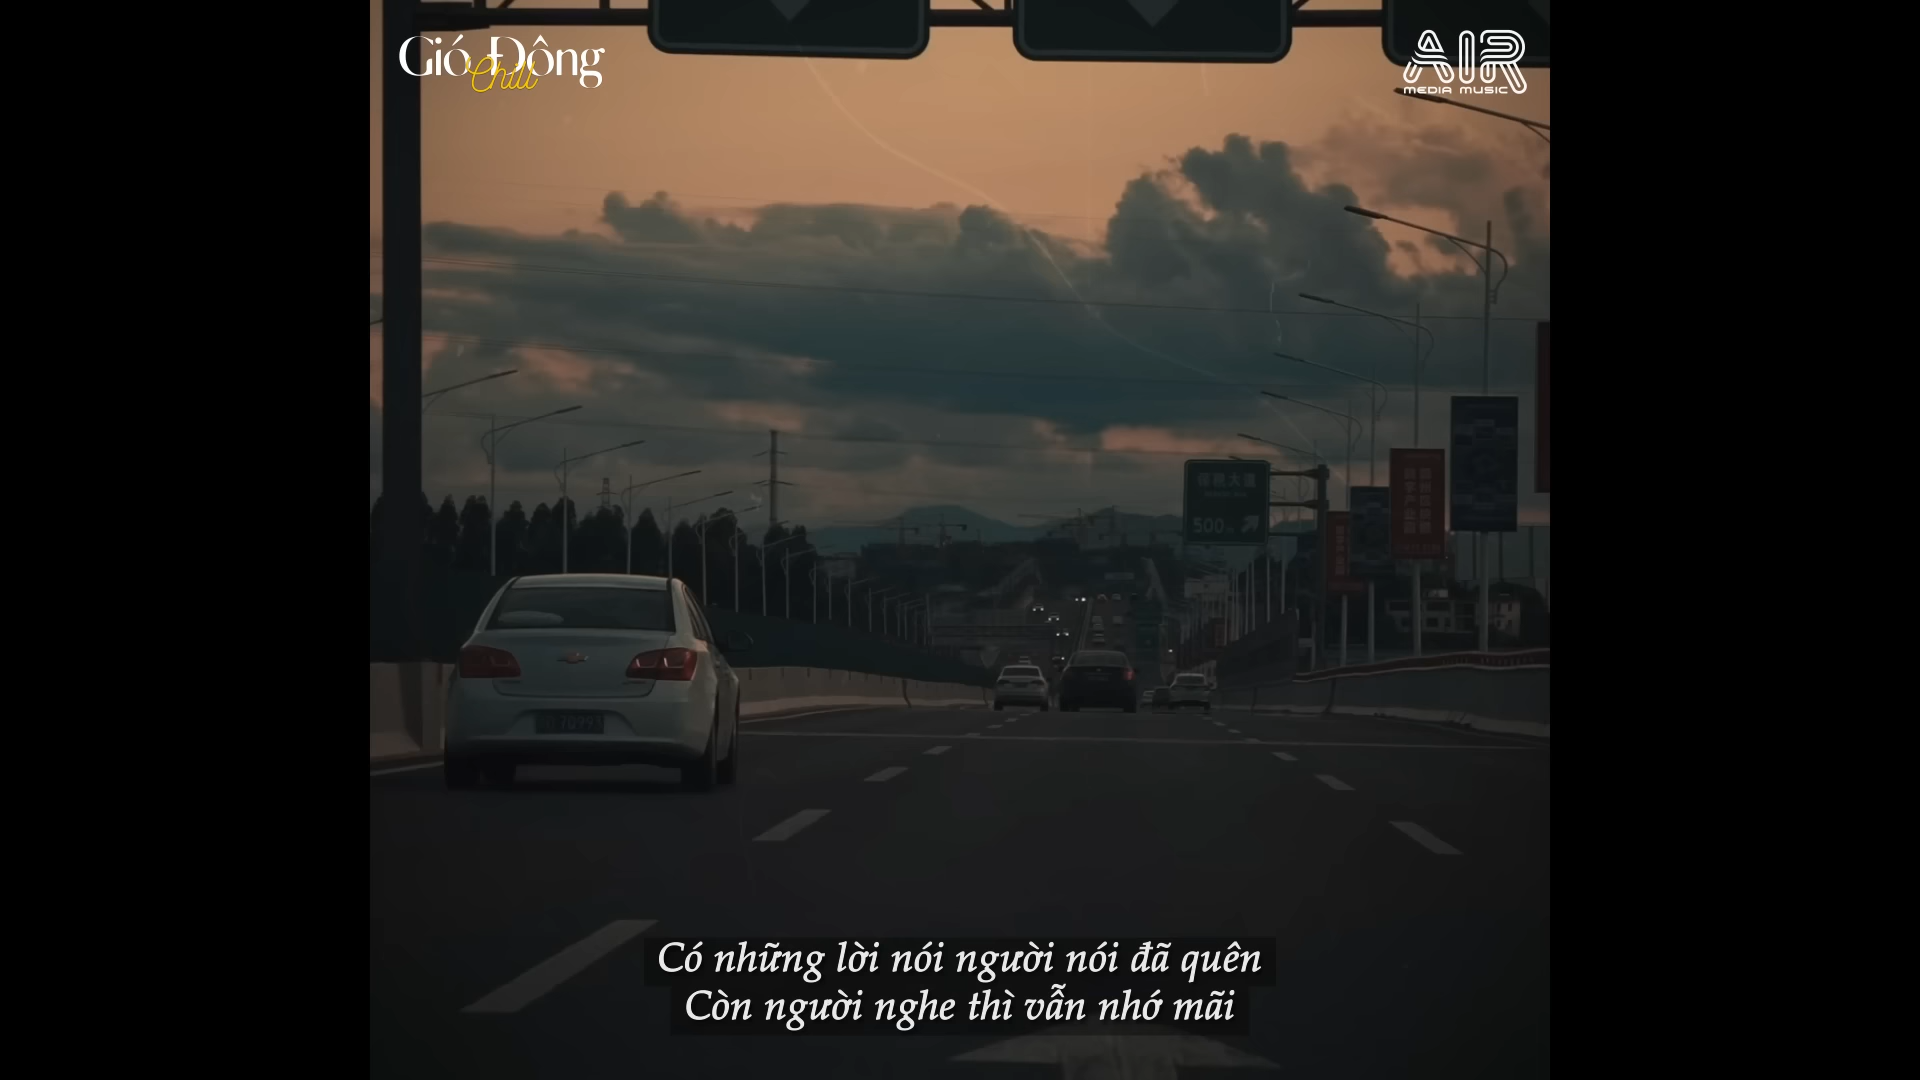 Gió Đông
Chill
AIR
MEDIA MUSIC
500
Có những lời nói người nói đã quên
Còn người nghe thì vẫn nhớ mãi